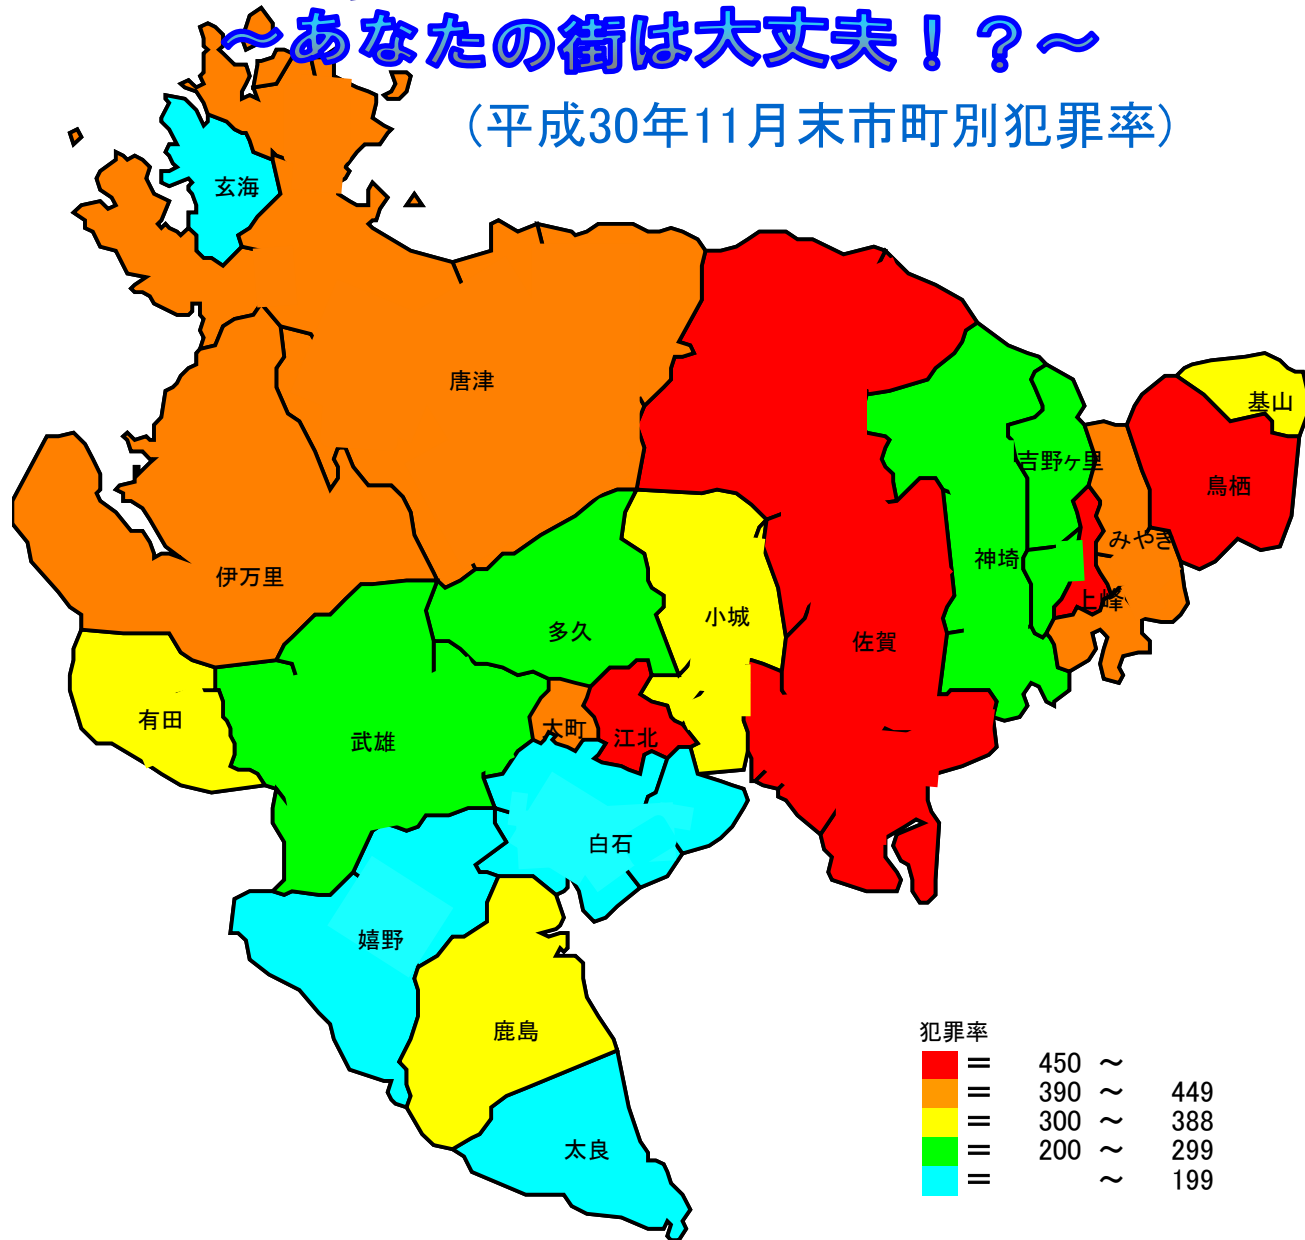 ～あなたの街は大丈夫！？～
(平成30年11月末市町別犯罪率)
玄海
唐津
基山
吉野ヶ里
鳥栖
みやき
神埼
伊万里
上峰
小城
多久
佐賀
有田
大町
江北
武雄
白石
嬉野
鹿島
太良
犯罪率
＝ 450 ～
＝ 390 ～ 449
＝ 300 ～ 388
＝ 200 ～ 299
＝ ～ 199